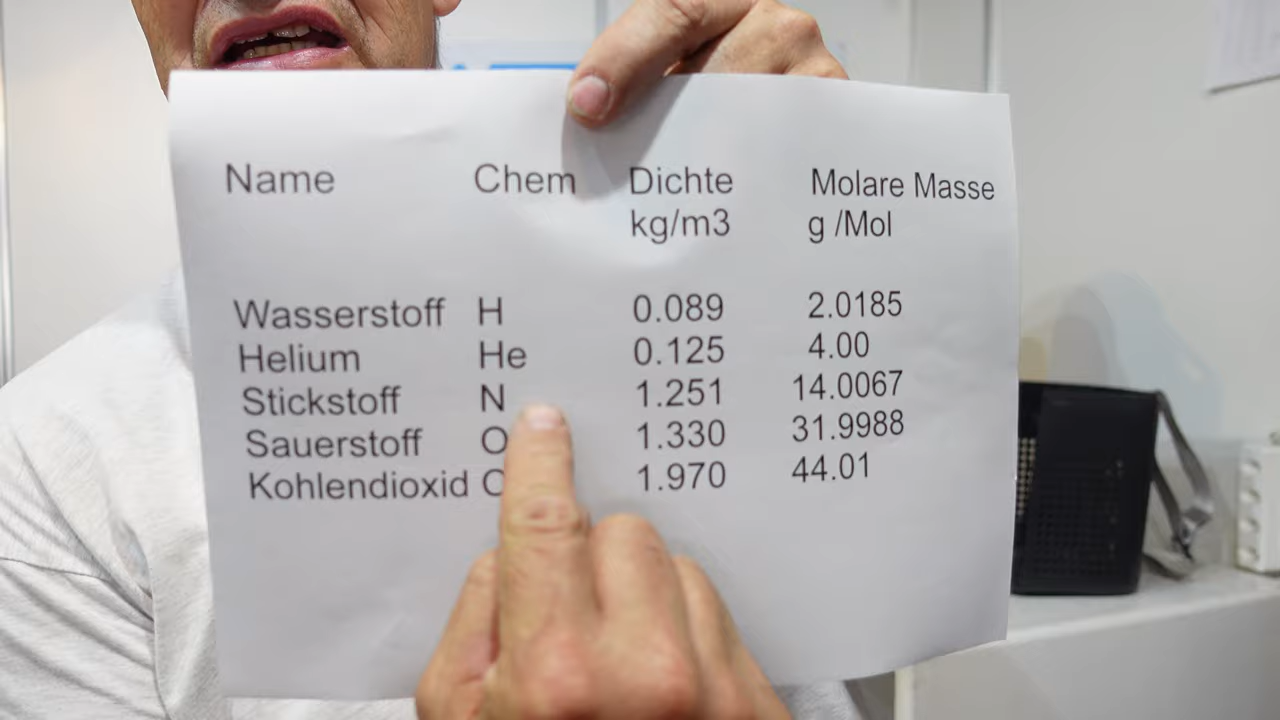 Name Chem Dichte Molare Masse
kg/m3 g /Mol
Wasserstoff H 0.089 2.0185
Helium He 0.125 4.00
Stickstoff N 1.251 14.0067
Sauerstoff O 1.330 31.9988
Kohlendioxid C 1.970 44.01